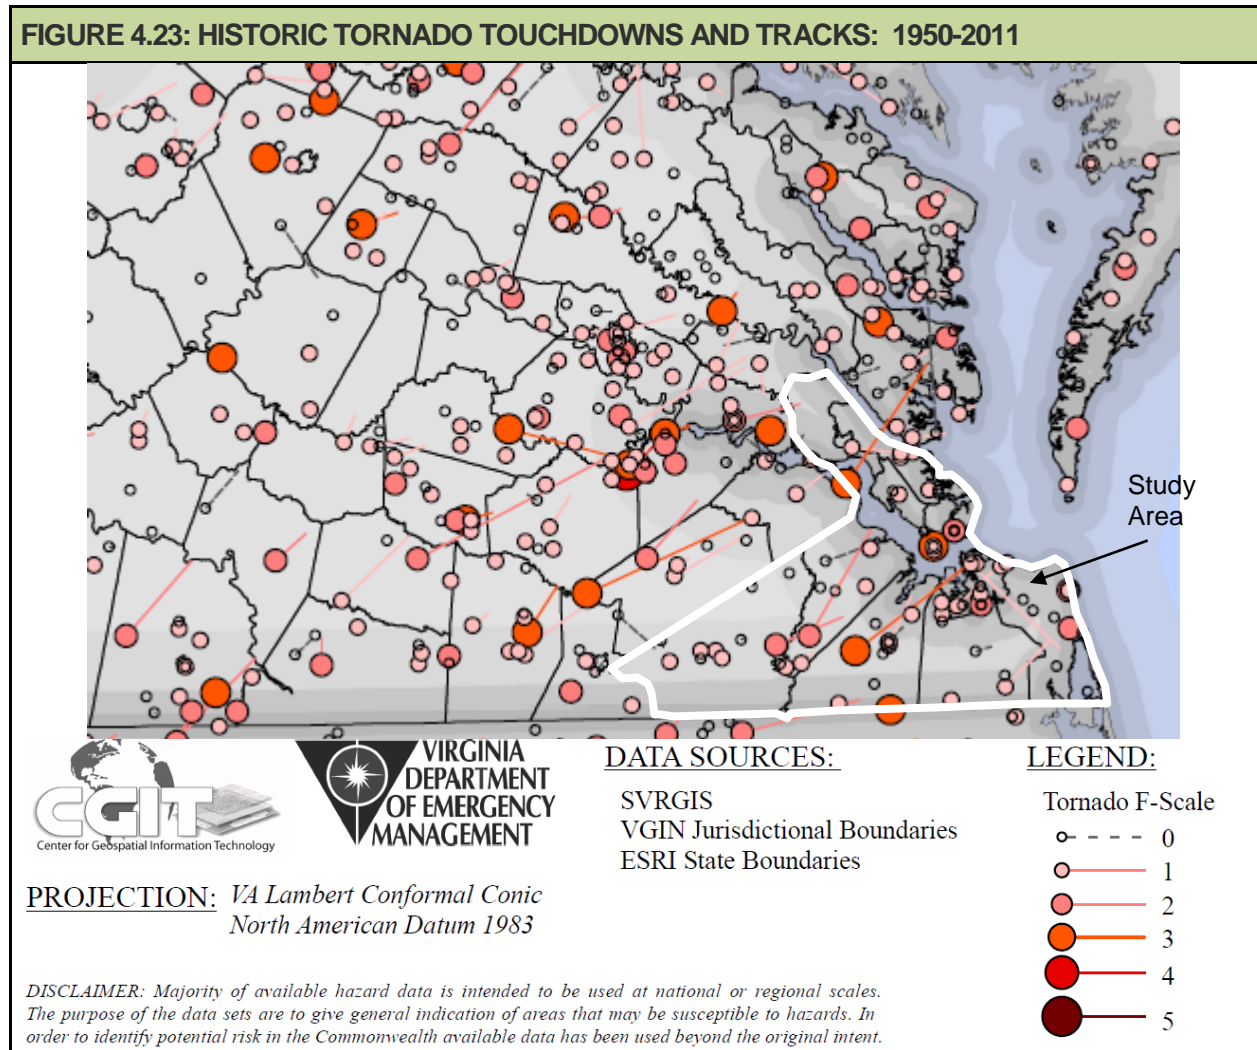 FIGURE 4.23: HISTORIC TORNADO TOUCHDOWNS AND TRACKS: 1950-2011
Study
Area
CGIT
Center for Geospatial Information Technology
VIRGINIA
DEPARTMENT
OF EMERGENCY
MANAGEMENT
DATA SOURCES:
SVRGIS
VGIN Jurisdictional Boundaries
ESRI State Boundaries
LEGEND:
Tornado F-Scale
0
1
2
3
4
5
PROJECTION: VA Lambert Conformal Conic
North American Datum 1983
DISCLAIMER: Majority of available hazard data is intended to be used at national or regional scales.
The purpose of the data sets are to give general indication of areas that may be susceptible to hazards. In
order to identify potential risk in the Commonwealth available data has been used beyond the original intent.